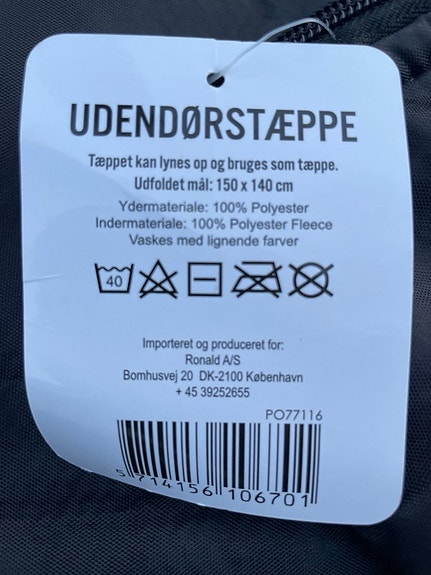 UDENDØRSTÆPPE
Tæppet kan lynes op og bruges som tæppe.
Udfoldet mål: 150 x 140 cm
Ydermateriale: 100% Polyester
Indermateriale: 100% Polyester Fleece
Vaskes med lignende farver
40
Importeret og produceret for:
Ronald A/S
Bomhusvej 20 DK-2100 København
+ 45 39252655
PO77116
5 714156 106701